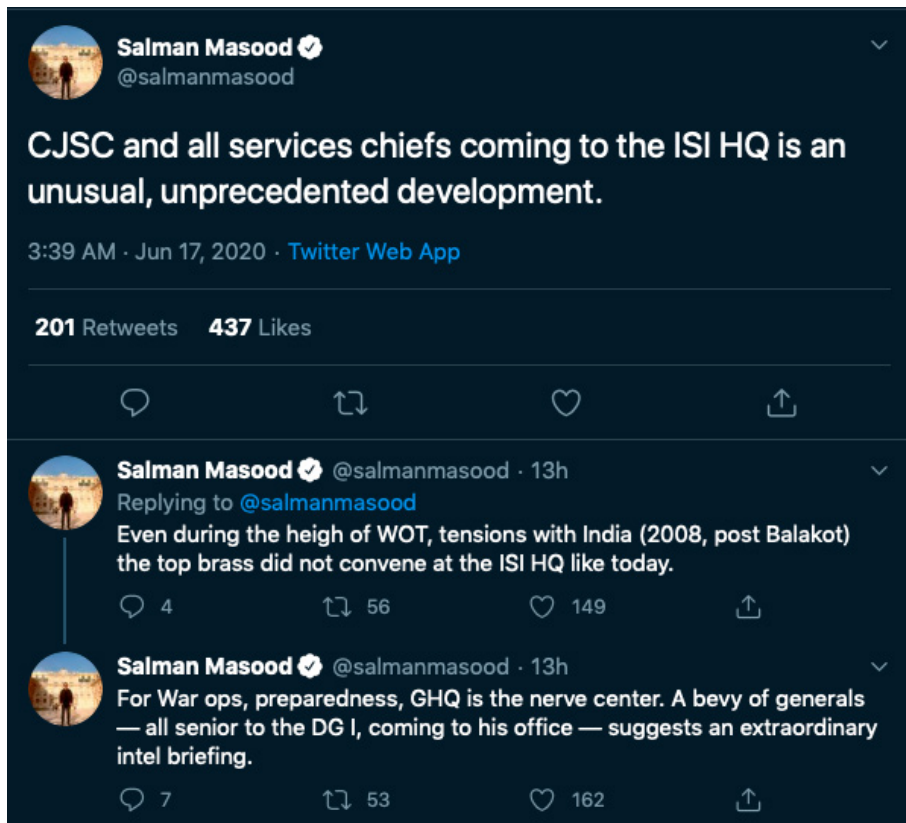 Salman Masood
@salmanmasood
CJSC and all services chiefs coming to the ISI HQ is an
unusual, unprecedented development.
3:39 AM · Jun 17, 2020 · Twitter Web App
201 Retweets 437 Likes
Salman Masood @salmanmasood · 13h
Replying to @salmanmasood
Even during the heigh of WOT, tensions with India (2008, post Balakot)
the top brass did not convene at the ISI HQ like today.
4 56 149
Salman Masood @salmanmasood · 13h
For War ops, preparedness, GHQ is the nerve center. A bevy of generals
— all senior to the DG I, coming to his office — suggests an extraordinary
intel briefing.
7 53 162